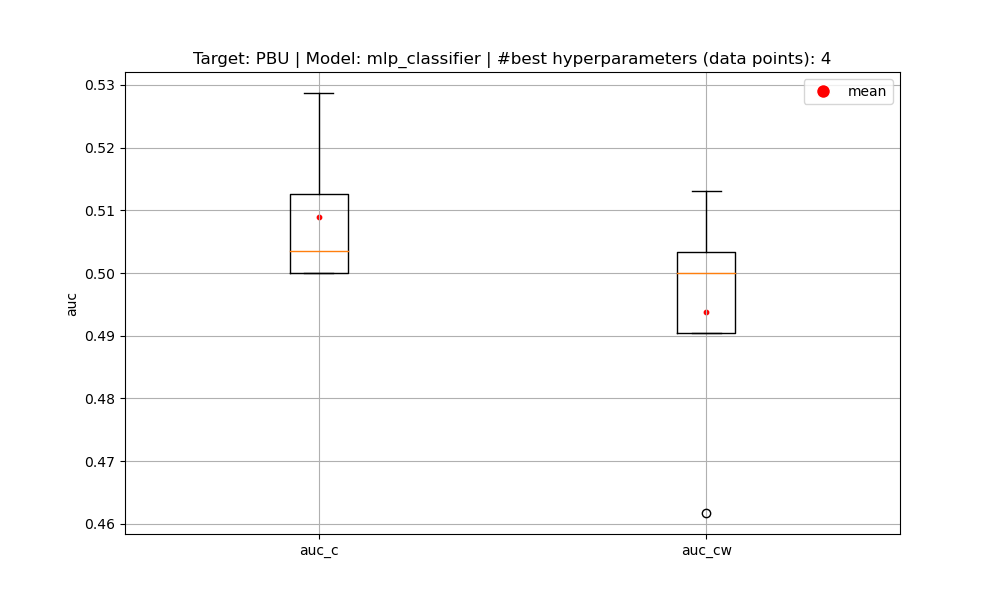 Target: PBU | Model: mlp_classifier | #best hyperparameters (data points): 4
mean
0.53
0.52
0.51
0.50
0.49
0.48
0.47
0.46
auc
auc_c
auc_cw